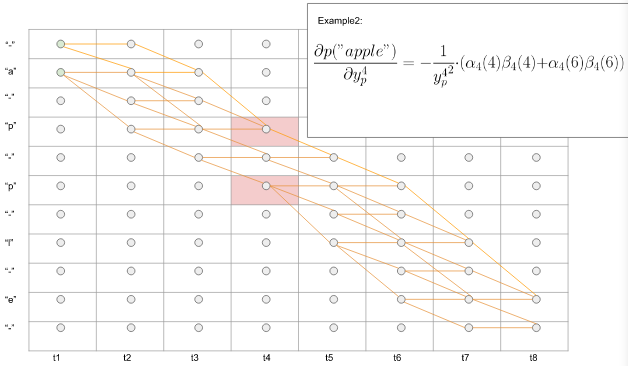 Example2:
∂p("apple")/∂y_p^4 = -1/y_p^{4^2}·(α_4(4)β_4(4)+α_4(6)β_4(6))
"-"
"a"
"-"
"p"
"-"
"p"
"-"
"l"
"-"
"e"
"-"
t1 t2 t3 t4 t5 t6 t7 t8